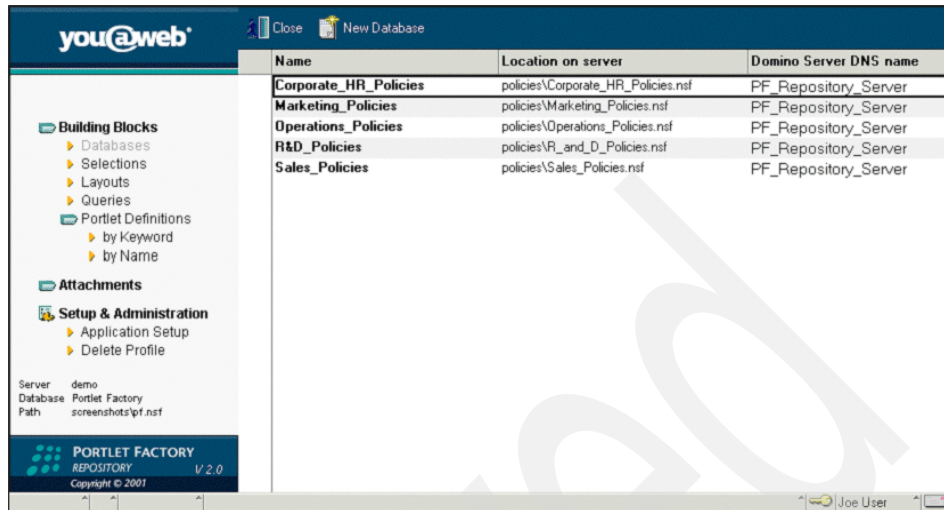 you@web
Close New Database
Name Location on server Domino Server DNS name
Corporate_HR_Policies policies\Corporate_HR_Policies.nsf PF_Repository_Server
Marketing_Policies policies\Marketing_Policies.nsf PF_Repository_Server
Operations_Policies policies\Operations_Policies.nsf PF_Repository_Server
R&D_Policies policies\R_and_D_Policies.nsf PF_Repository_Server
Sales_Policies policies\Sales_Policies.nsf PF_Repository_Server
Building Blocks
Databases
Selections
Layouts
Queries
Portlet Definitions
by Keyword
by Name
Attachments
Setup & Administration
Application Setup
Delete Profile
Server demo
Database Portlet Factory
Path screenshots\pf.nsf
PORTLET FACTORY
REPOSITORY V 2.0
Copyright © 2001
Joe User